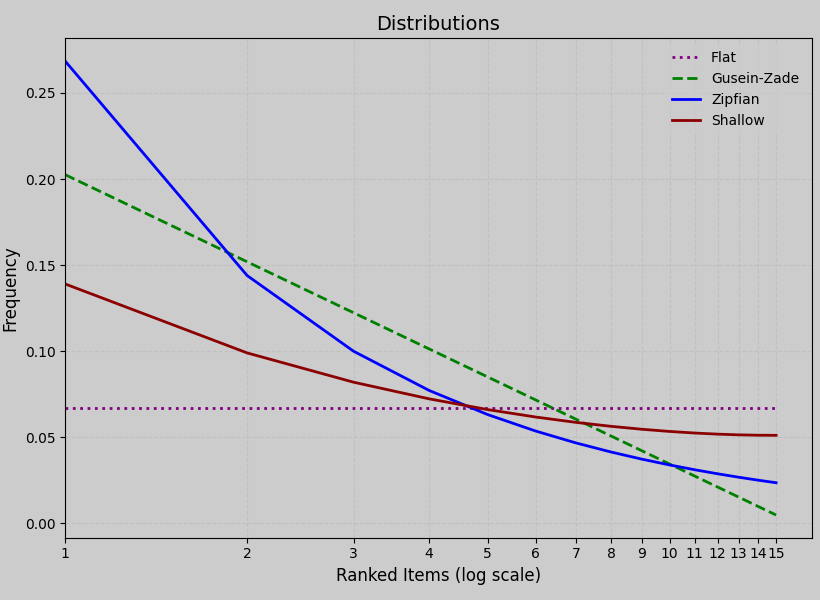 Distributions
Flat
Gusein-Zade
Zipfian
Shallow
Frequency
0.25
0.20
0.15
0.10
0.05
0.00
1 2 3 4 5 6 7 8 9 10 11 12 13 14 15
Ranked Items (log scale)